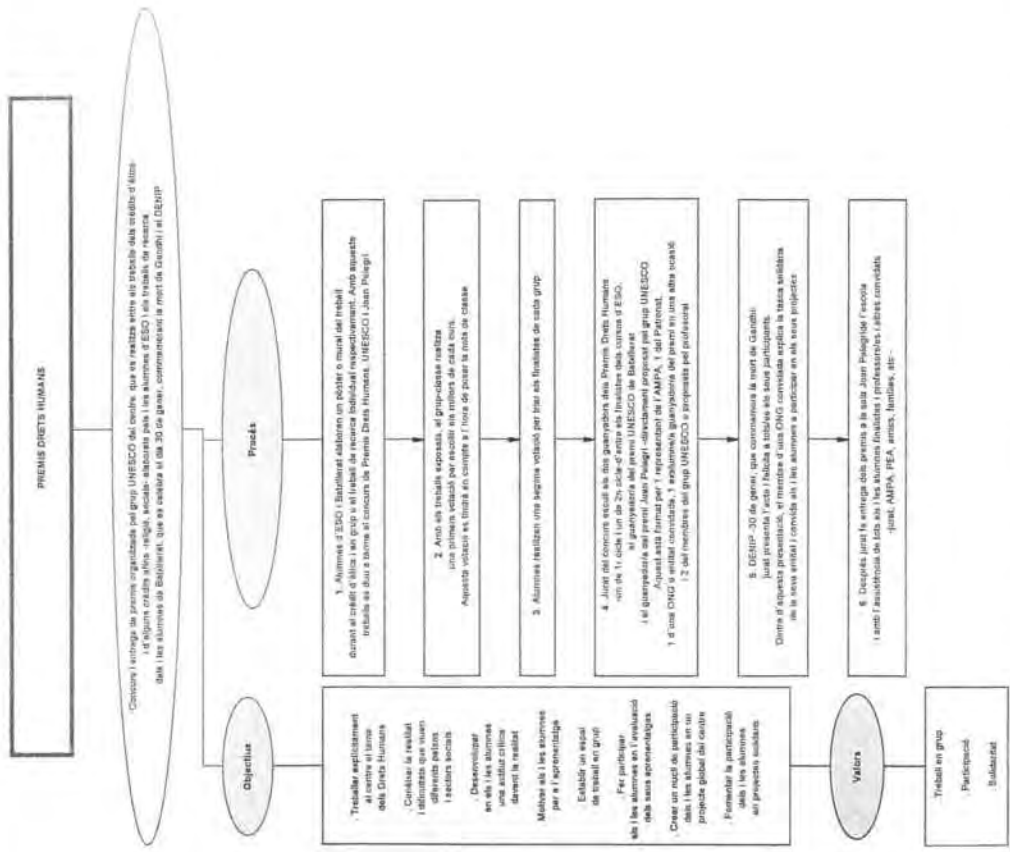 PREMIS DRETS HUMANS
Concurs i entrega de premis organitzada pel grup UNESCO del centre, que es realitza entre els treballs dels crèdits d'ètica
i d'alguns crèdits afins -religió, socials- elaborats pels i les alumnes d'ESO i els treballs de recerca
dels i les alumnes de Batxillerat, que es celebra el dia 30 de gener, commemorant la mort de Gandhi i el DENIP
Objectius
. Treballar explícitament
al centre el tema
dels Drets Humans
. Conèixer la realitat
i dificultats que viuen
diferents països
i sectors socials
. Desenvolupar
en els i les alumnes
una actitud crítica
davant la realitat
Motivar els i les alumnes
per a l'aprenentatge
Establir un espai
de treball en grup
. Fer participar
els i les alumnes en l'avaluació
dels seus aprenentatges
. Crear un nucli de participació
dels i les alumnes en un
projecte global del centre
. Fomentar la participació
dels i les alumnes
en projectes solidaris
Valors
Treball en grup
. Participació
. Solidaritat
Procés
1. Alumnes d'ESO i Batxillerat elaboren un pòster o mural del treball
durant el crèdit d'ètica i en grup o el treball de recerca individual respectivament. Amb aquests
treballs es duu a terme el concurs de Premis Drets Humans, UNESCO i Joan Pelegrí
2. Amb els treballs exposats, el grup-classe realitza
una primera votació per escollir els millors de cada curs.
Aquesta votació es tindrà en compte a l'hora de posar la nota de classe
3. Alumnes realitzen una segona votació per triar els finalistes de cada grup
4. Jurat del concurs escull els dos guanyadors dels Premis Drets Humans
-un de 1r cicle i un de 2n cicle-d'entre els finalistes dels cursos d'ESO,
el guanyador/a del premi UNESCO de Batxillerat
i el guanyador/a del premi Joan Pelegrí -directament proposat pel grup UNESCO
Aquest està format per 1 representant de l'AMPA, 1 del Patronat,
1 d'una ONG o entitat convidada, 1 exalumne/a guanyador/a del premi en una altra ocasió
i 2 del membres del grup UNESCO o proposats pel professorat
5. DENIP -30 de gener, que commemora la mort de Gandhi-
jurat presenta l'acte i felicita a tots/es els seus participants.
Dintre d'aquesta presentació, el membre d'una ONG convidada explica la tasca solidària
de la seva entitat i convida als i les alumnes a participar en els seus projectes
6. Després jurat fa entrega dels premis a la sala Joan Pelegrí de l'escola
i amb l'assistència de tots els i les alumnes finalistes i professors/es i altres convidats
-jurat, AMPA, PEA, amics, famílies, etc -